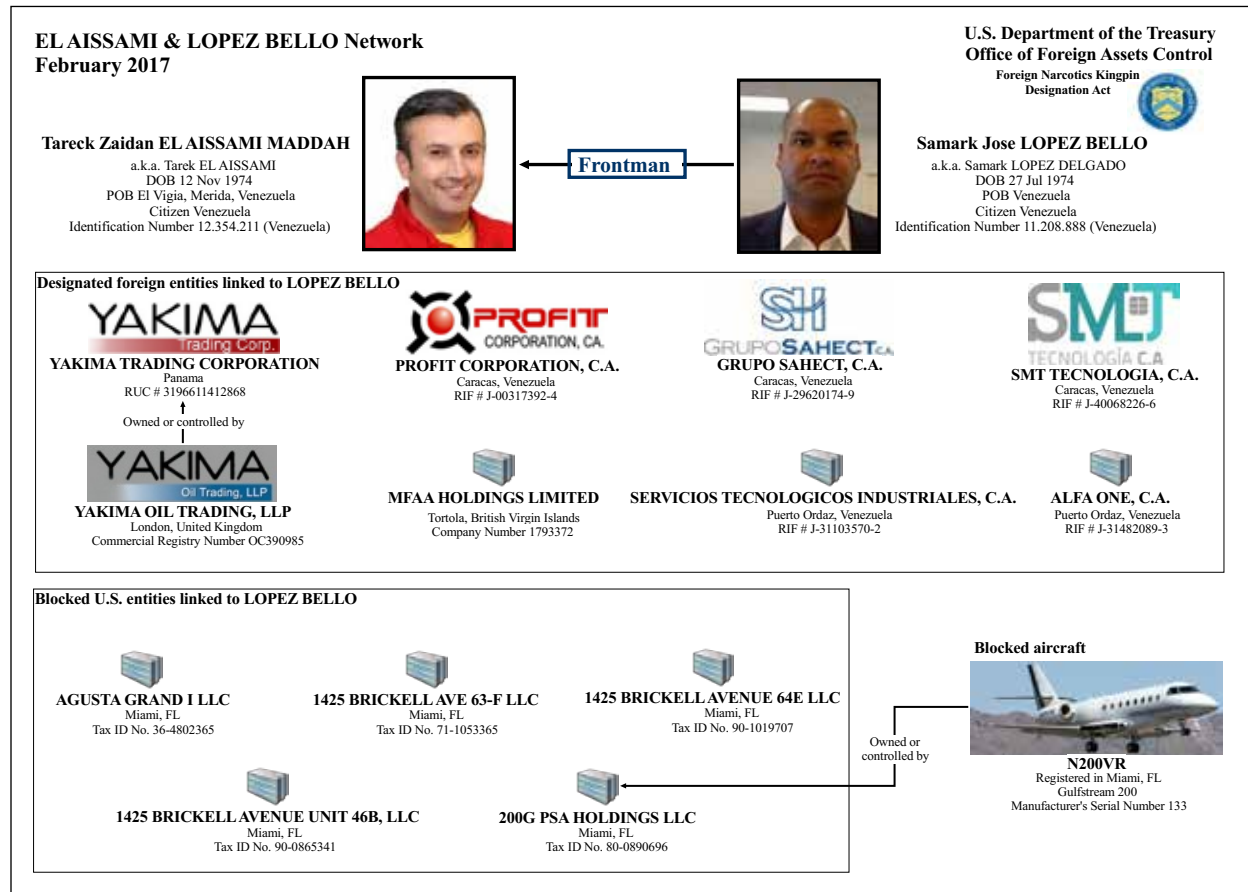 EL AISSAMI & LOPEZ BELLO Network
February 2017
U.S. Department of the Treasury
Office of Foreign Assets Control
Foreign Narcotics Kingpin
Designation Act
Tareck Zaidan EL AISSAMI MADDAH
a.k.a. Tarek EL AISSAMI
DOB 12 Nov 1974
POB El Vigia, Merida, Venezuela
Citizen Venezuela
Identification Number 12.354.211 (Venezuela)
Frontman
Samark Jose LOPEZ BELLO
a.k.a. Samark LOPEZ DELGADO
DOB 27 Jul 1974
POB Venezuela
Citizen Venezuela
Identification Number 11.208.888 (Venezuela)
Designated foreign entities linked to LOPEZ BELLO
YAKIMA
Trading Corp.
YAKIMA TRADING CORPORATION
Panama
RUC # 3196611412868
Owned or controlled by
PROFIT
CORPORATION, CA.
PROFIT CORPORATION, C.A.
Caracas, Venezuela
RIF # J-00317392-4
SH
GRUPO SAHECT C.A.
GRUPO SAHECT, C.A.
Caracas, Venezuela
RIF # J-29620174-9
SMT
TECNOLOGÍA C.A
SMT TECNOLOGIA, C.A.
Caracas, Venezuela
RIF # J-40068226-6
YAKIMA
Oil Trading, LLP
YAKIMA OIL TRADING, LLP
London, United Kingdom
Commercial Registry Number OC390985
MFAA HOLDINGS LIMITED
Tortola, British Virgin Islands
Company Number 1793372
SERVICIOS TECNOLOGICOS INDUSTRIALES, C.A.
Puerto Ordaz, Venezuela
RIF # J-31103570-2
ALFA ONE, C.A.
Puerto Ordaz, Venezuela
RIF # J-31482089-3
Blocked U.S. entities linked to LOPEZ BELLO
AGUSTA GRAND I LLC
Miami, FL
Tax ID No. 36-4802365
1425 BRICKELL AVE 63-F LLC
Miami, FL
Tax ID No. 71-1053365
1425 BRICKELL AVENUE 64E LLC
Miami, FL
Tax ID No. 90-1019707
1425 BRICKELL AVENUE UNIT 46B, LLC
Miami, FL
Tax ID No. 90-0865341
200G PSA HOLDINGS LLC
Miami, FL
Tax ID No. 80-0890696
Owned or
controlled by
Blocked aircraft
N200VR
Registered in Miami, FL
Gulfstream 200
Manufacturer's Serial Number 133